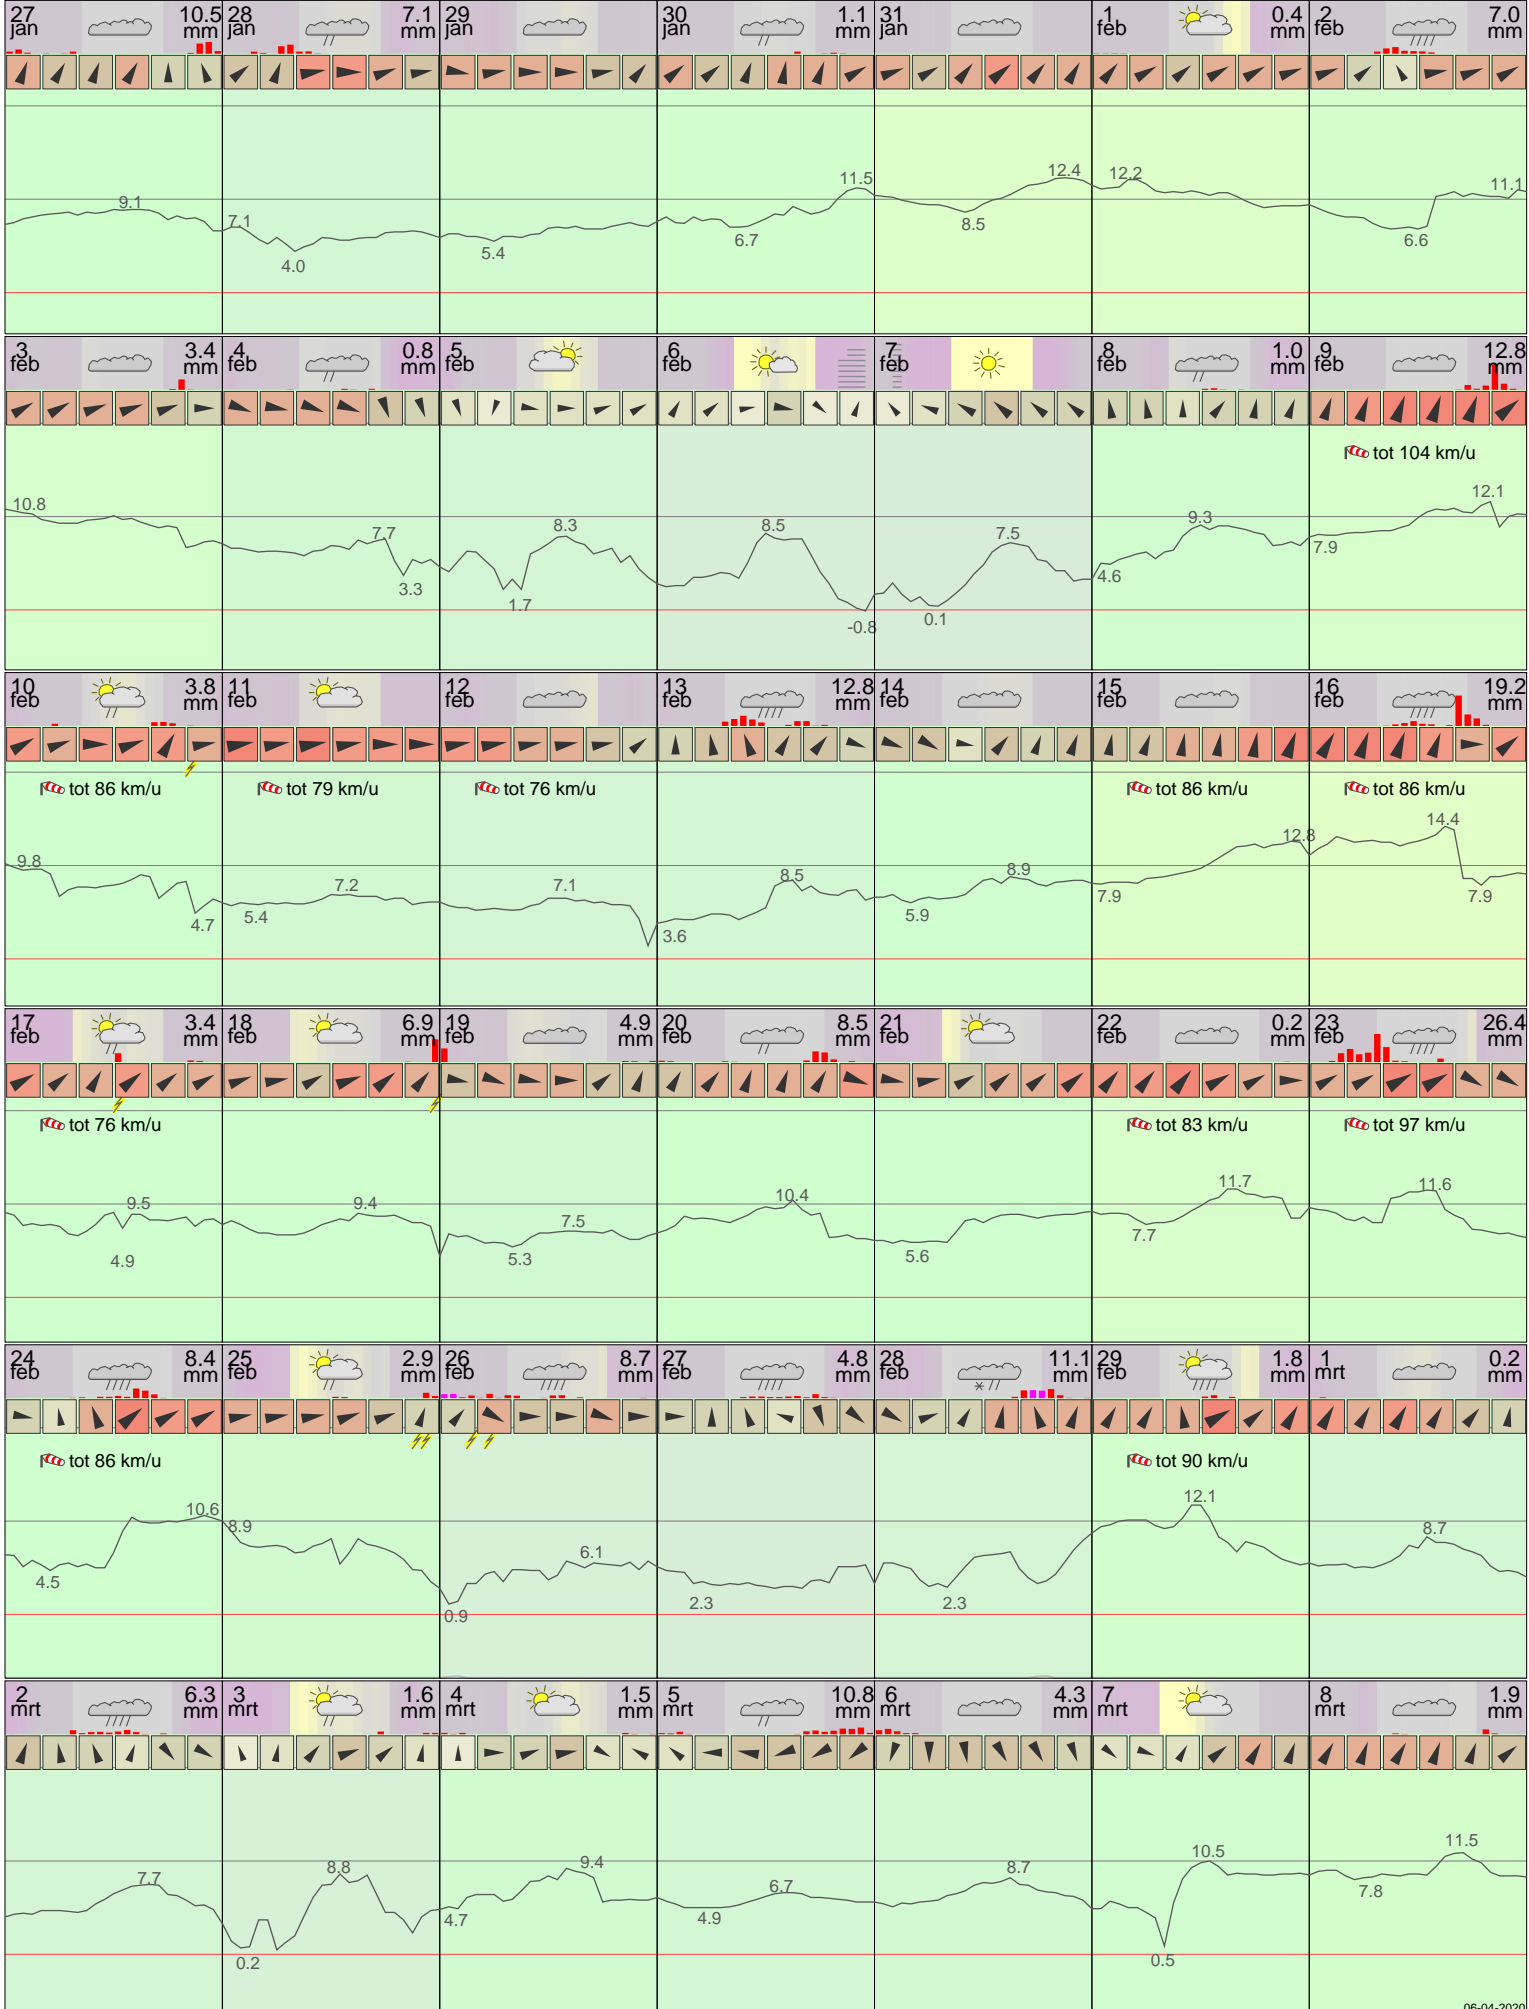 27 jan 10.5 mm
28 jan 7.1 mm
29 jan
30 jan 1.1 mm
31 jan
1 feb 0.4 mm
2 feb 7.0 mm
9.1
7.1
4.0
5.4
6.7
11.5
8.5
12.4
12.2
6.6
11.1
3 feb 3.4 mm
4 feb 0.8 mm
5 feb
6 feb
7 feb
8 feb 1.0 mm
9 feb 12.8 mm
tot 104 km/u
10.8
7.7
3.3
1.7
8.3
8.5
-0.8
0.1
7.5
4.6
9.3
7.9
12.1
10 feb 3.8 mm
11 feb
12 feb
13 feb 12.8 mm
14 feb
15 feb
16 feb 19.2 mm
tot 86 km/u
tot 79 km/u
tot 76 km/u
tot 86 km/u
tot 86 km/u
9.8
4.7
5.4
7.2
7.1
3.6
8.5
5.9
8.9
7.9
12.8
14.4
7.9
17 feb 3.4 mm
18 feb 6.9 mm
19 feb 4.9 mm
20 feb 8.5 mm
21 feb
22 feb 0.2 mm
23 feb 26.4 mm
tot 76 km/u
tot 83 km/u
tot 97 km/u
4.9
9.5
9.4
5.3
7.5
10.4
5.6
7.7
11.7
11.6
24 feb 8.4 mm
25 feb 2.9 mm
26 feb 8.7 mm
27 feb 4.8 mm
28 feb 11.1 mm
29 feb 1.8 mm
1 mrt 0.2 mm
tot 86 km/u
tot 90 km/u
4.5
10.6
8.9
0.9
6.1
2.3
2.3
12.1
8.7
2 mrt 6.3 mm
3 mrt 1.6 mm
4 mrt 1.5 mm
5 mrt 10.8 mm
6 mrt 4.3 mm
7 mrt
8 mrt 1.9 mm
7.7
0.2
8.8
4.7
9.4
4.9
6.7
8.7
0.5
10.5
7.8
11.5
06-04-2020